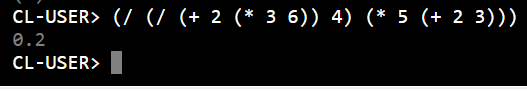 CL-USER> (/ (/ (+ 2 (* 3 6)) 4) (* 5 (+ 2 3)))
0.2
CL-USER>